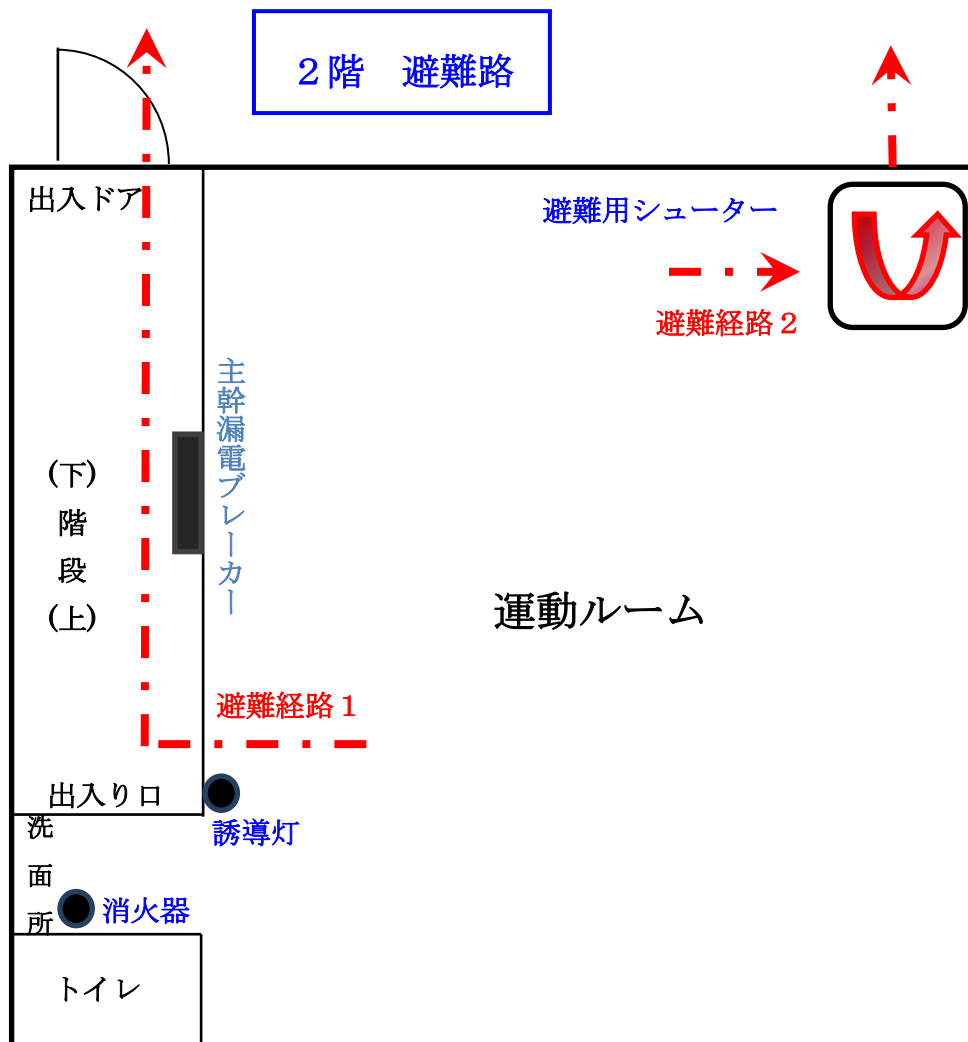 ２階　避難路
出入ドア
避難用シューター
避難経路２
主幹漏電ブレーカー
(下)
階
段
(上)
運動ルーム
避難経路１
出入り口
誘導灯
洗
面
所
消火器
トイレ